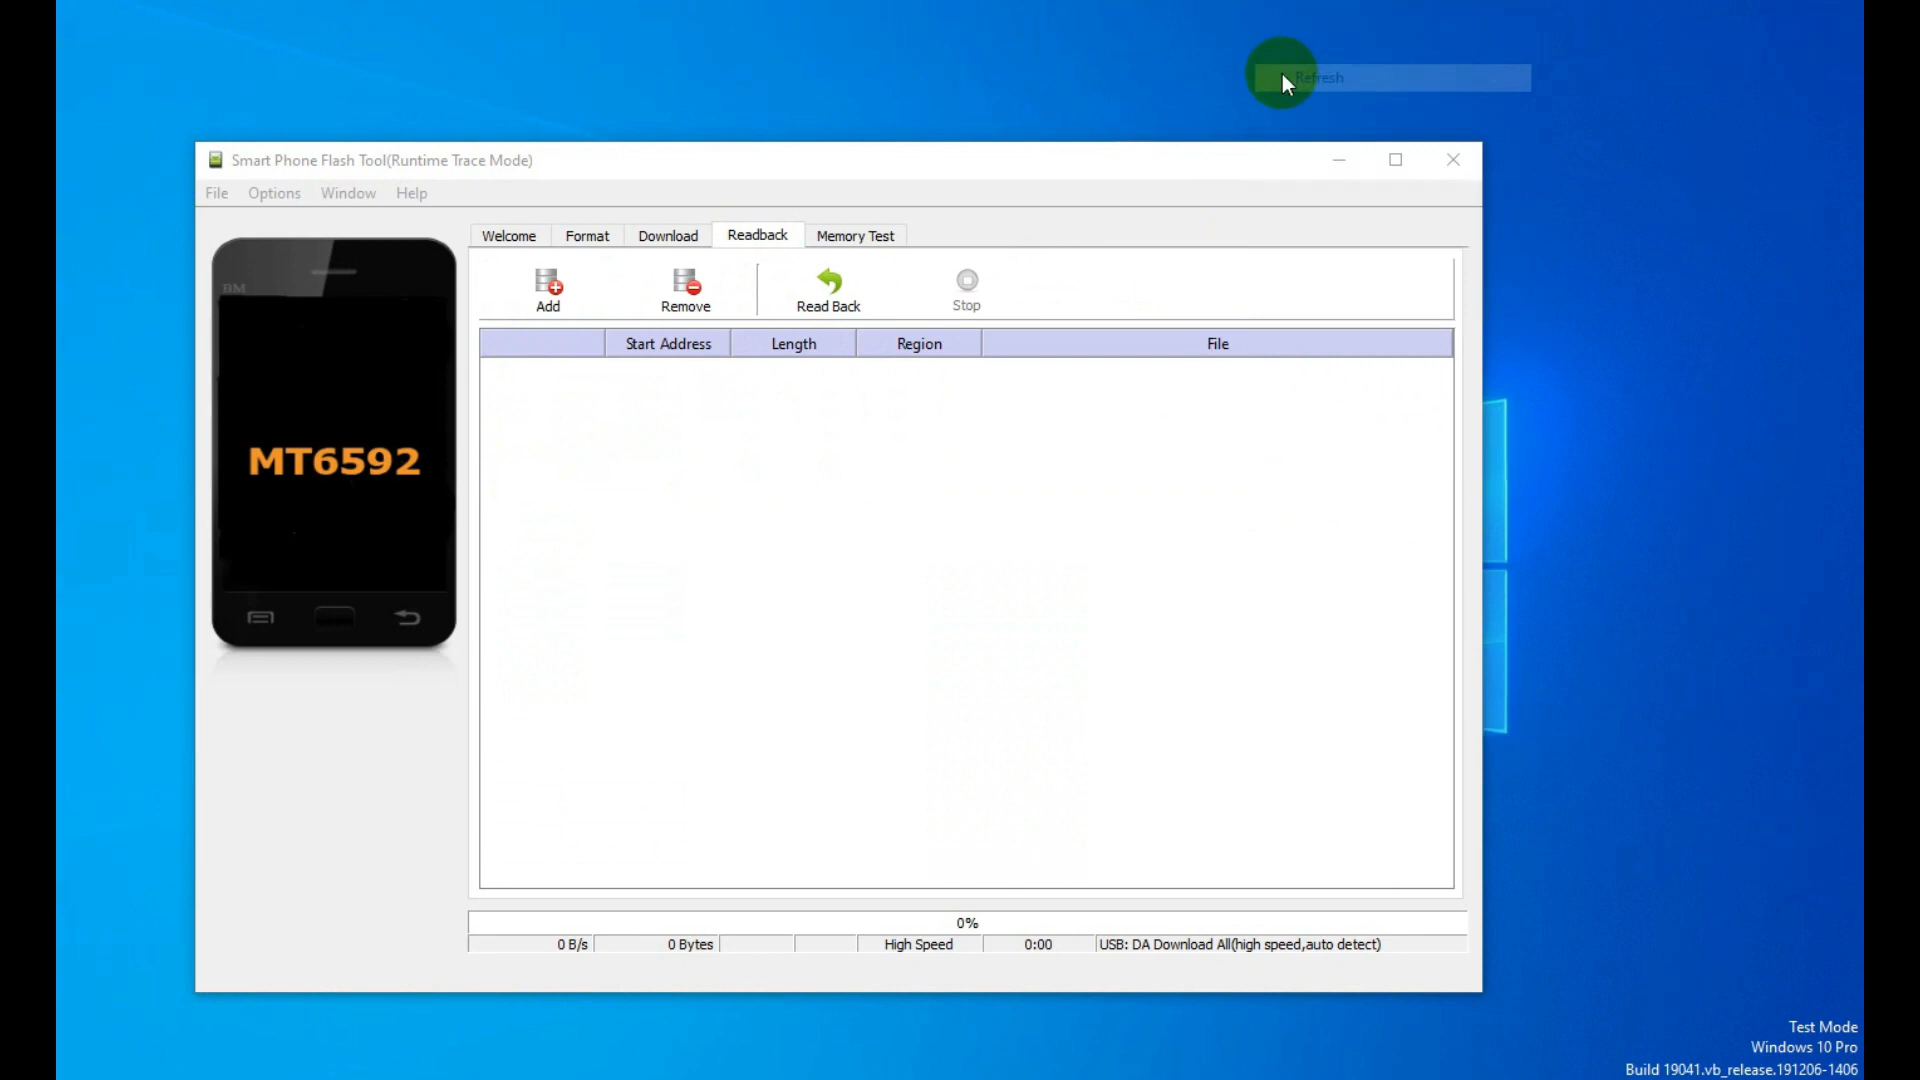 Refresh
Smart Phone Flash Tool(Runtime Trace Mode)
File Options Window Help
Welcome Format Download Readback Memory Test
BM
Add Remove Read Back Stop
Start Address Length Region File
MT6592
0%
0 B/s 0 Bytes High Speed 0:00 USB: DA Download All(high speed,auto detect)
Test Mode
Windows 10 Pro
Build 19041.vb_release.191206-1406